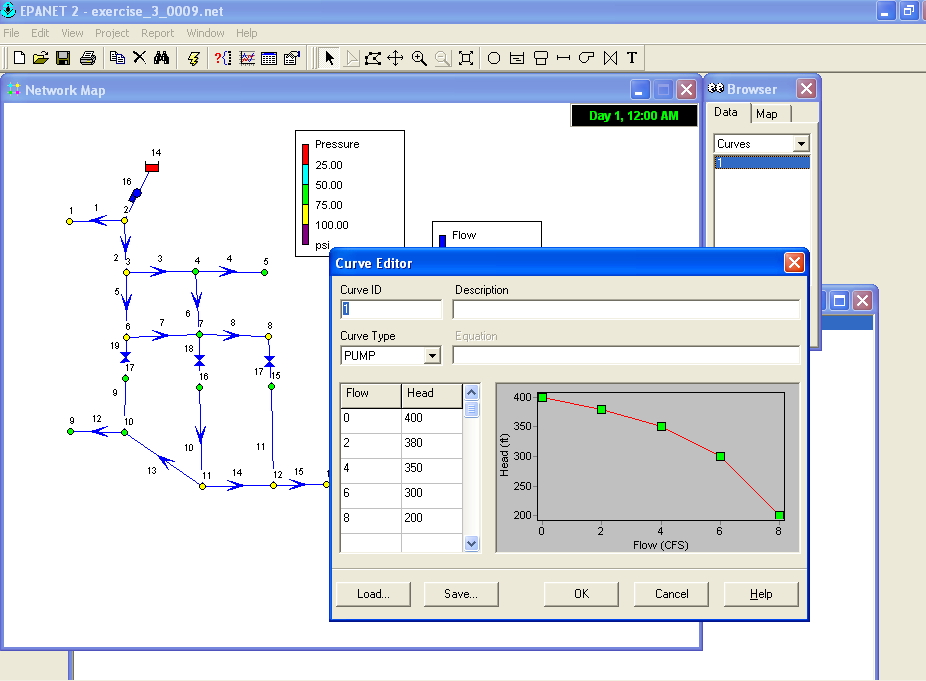 EPANET 2 - exercise_3_0009.net
File Edit View Project Report Window Help
T
Network Map
Day 1, 12:00 AM
Browser
Data Map
Curves
1
Pressure
25.00
50.00
75.00
100.00
psi
Flow
14
16
1 1 2
2 3 3 4 4 5
5 6
6 7 7 8 8
19 18
17 16 17 15
9
9 12 10
10 11
13 11 14 12 15 1
Curve Editor
Curve ID Description
1
Curve Type Equation
PUMP
Flow Head
0 400
2 380
4 350
6 300
8 200
400
350
300
250
200
Head (ft)
0 2 4 6 8
Flow (CFS)
Load... Save... OK Cancel Help